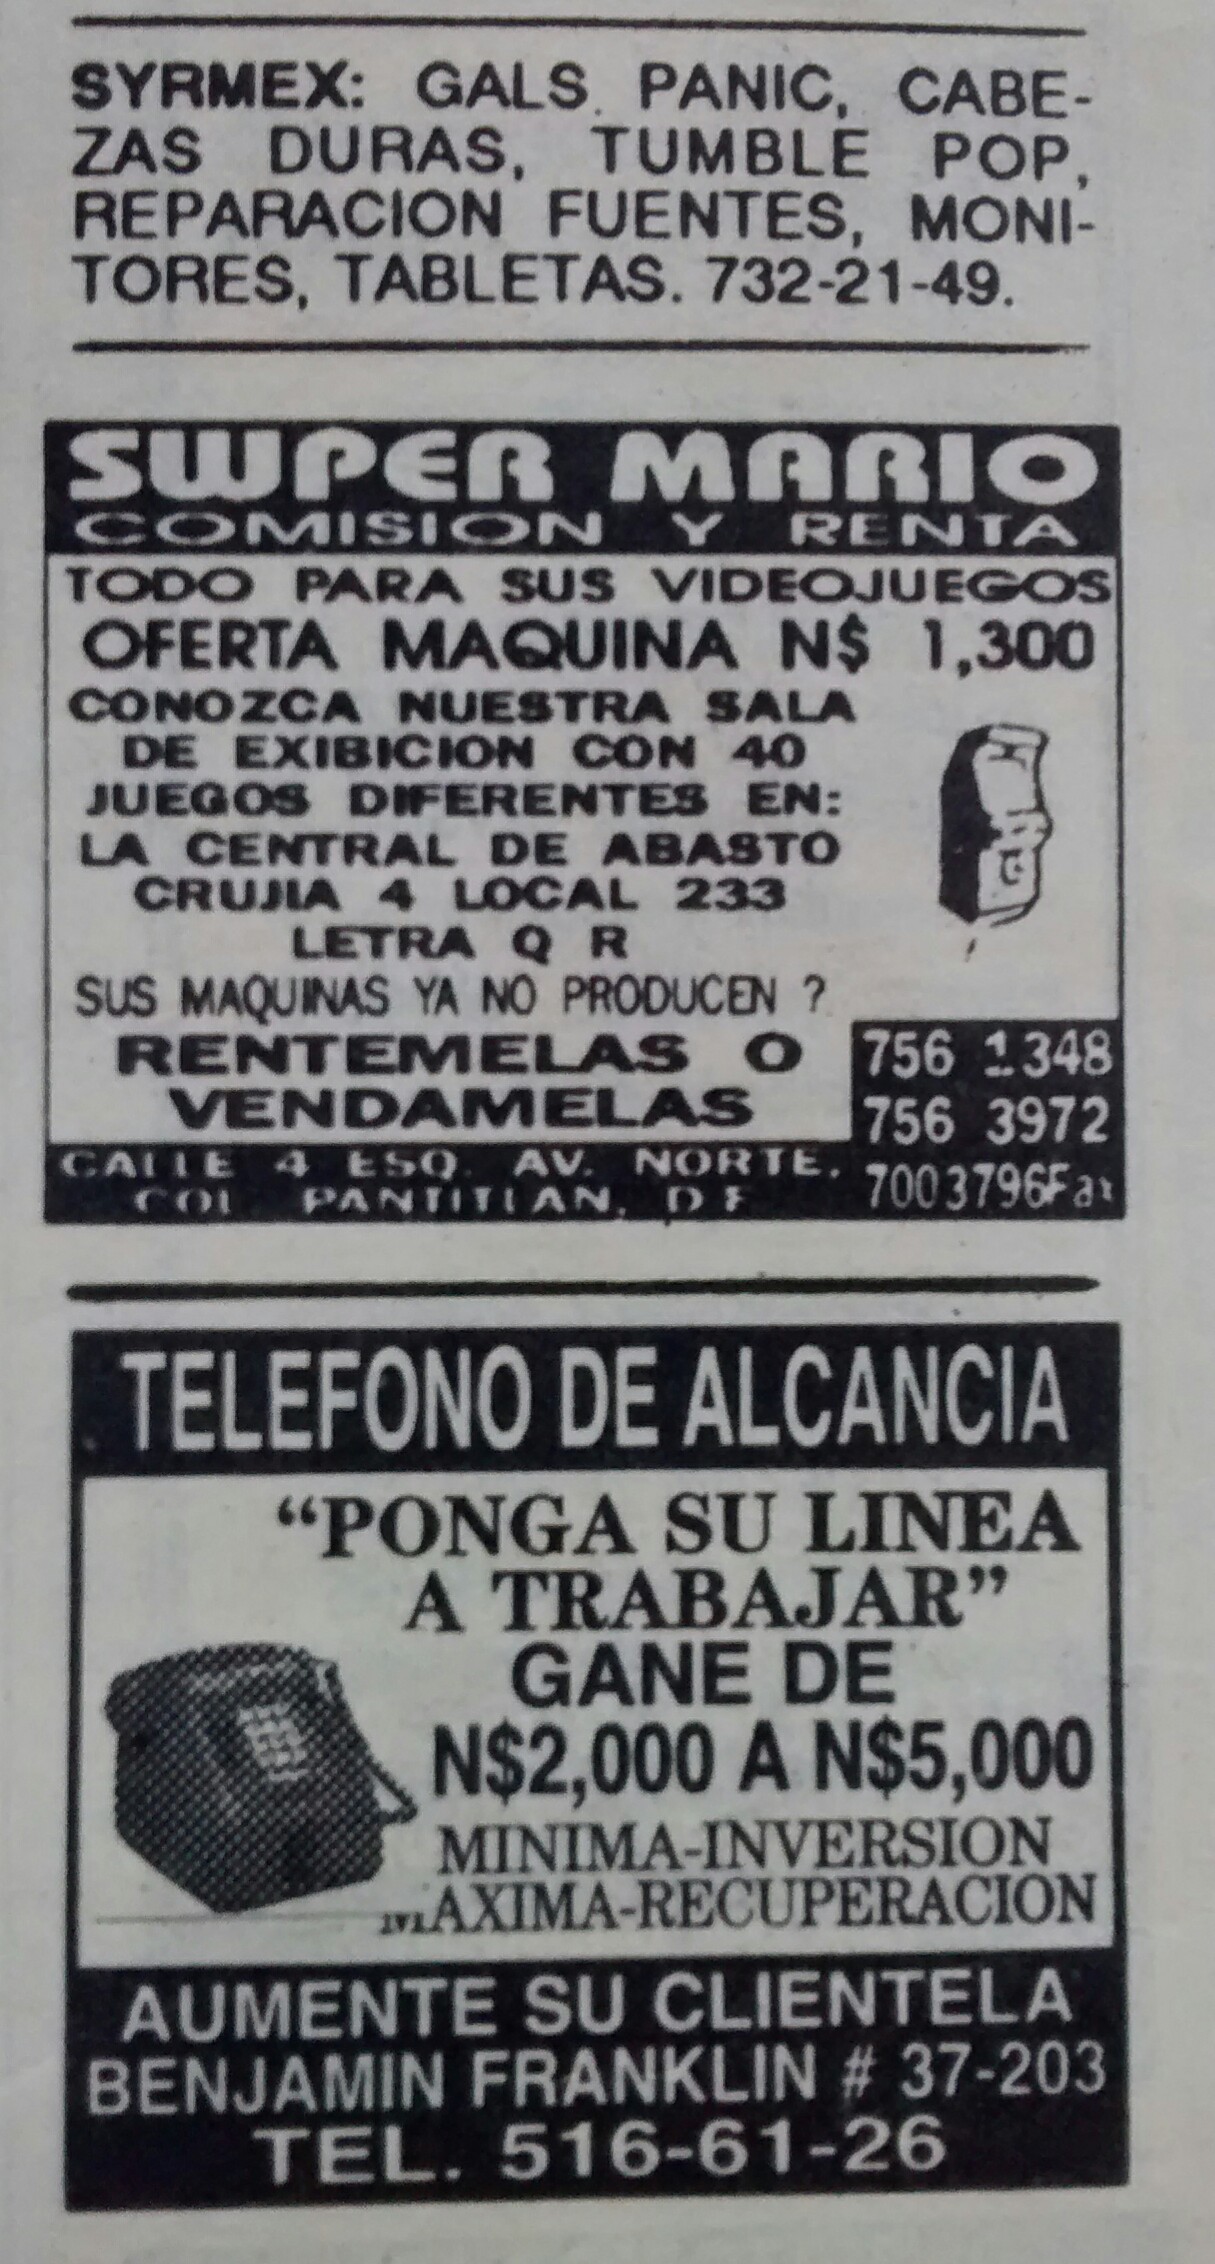 SYRMEX: GALS PANIC, CABE-
ZAS DURAS, TUMBLE POP,
REPARACION FUENTES, MONI-
TORES, TABLETAS. 732-21-49.
SWPER MARIO
COMISION Y RENTA
TODO PARA SUS VIDEOJUEGOS
OFERTA MAQUINA N$ 1,300
CONOZCA NUESTRA SALA
DE EXIBICION CON 40
JUEGOS DIFERENTES EN:
LA CENTRAL DE ABASTO
CRUJIA 4 LOCAL 233
LETRA Q R
SUS MAQUINAS YA NO PRODUCEN ?
RENTEMELAS O
VENDAMELAS
756 1348
756 3972
7003796Fax
CALLE 4 ESQ. AV. NORTE.
COL PANTITLAN, D F
TELEFONO DE ALCANCIA
“PONGA SU LINEA
A TRABAJAR”
GANE DE
N$2,000 A N$5,000
MINIMA-INVERSION
MAXIMA-RECUPERACION
AUMENTE SU CLIENTELA
BENJAMIN FRANKLIN # 37-203
TEL. 516-61-26